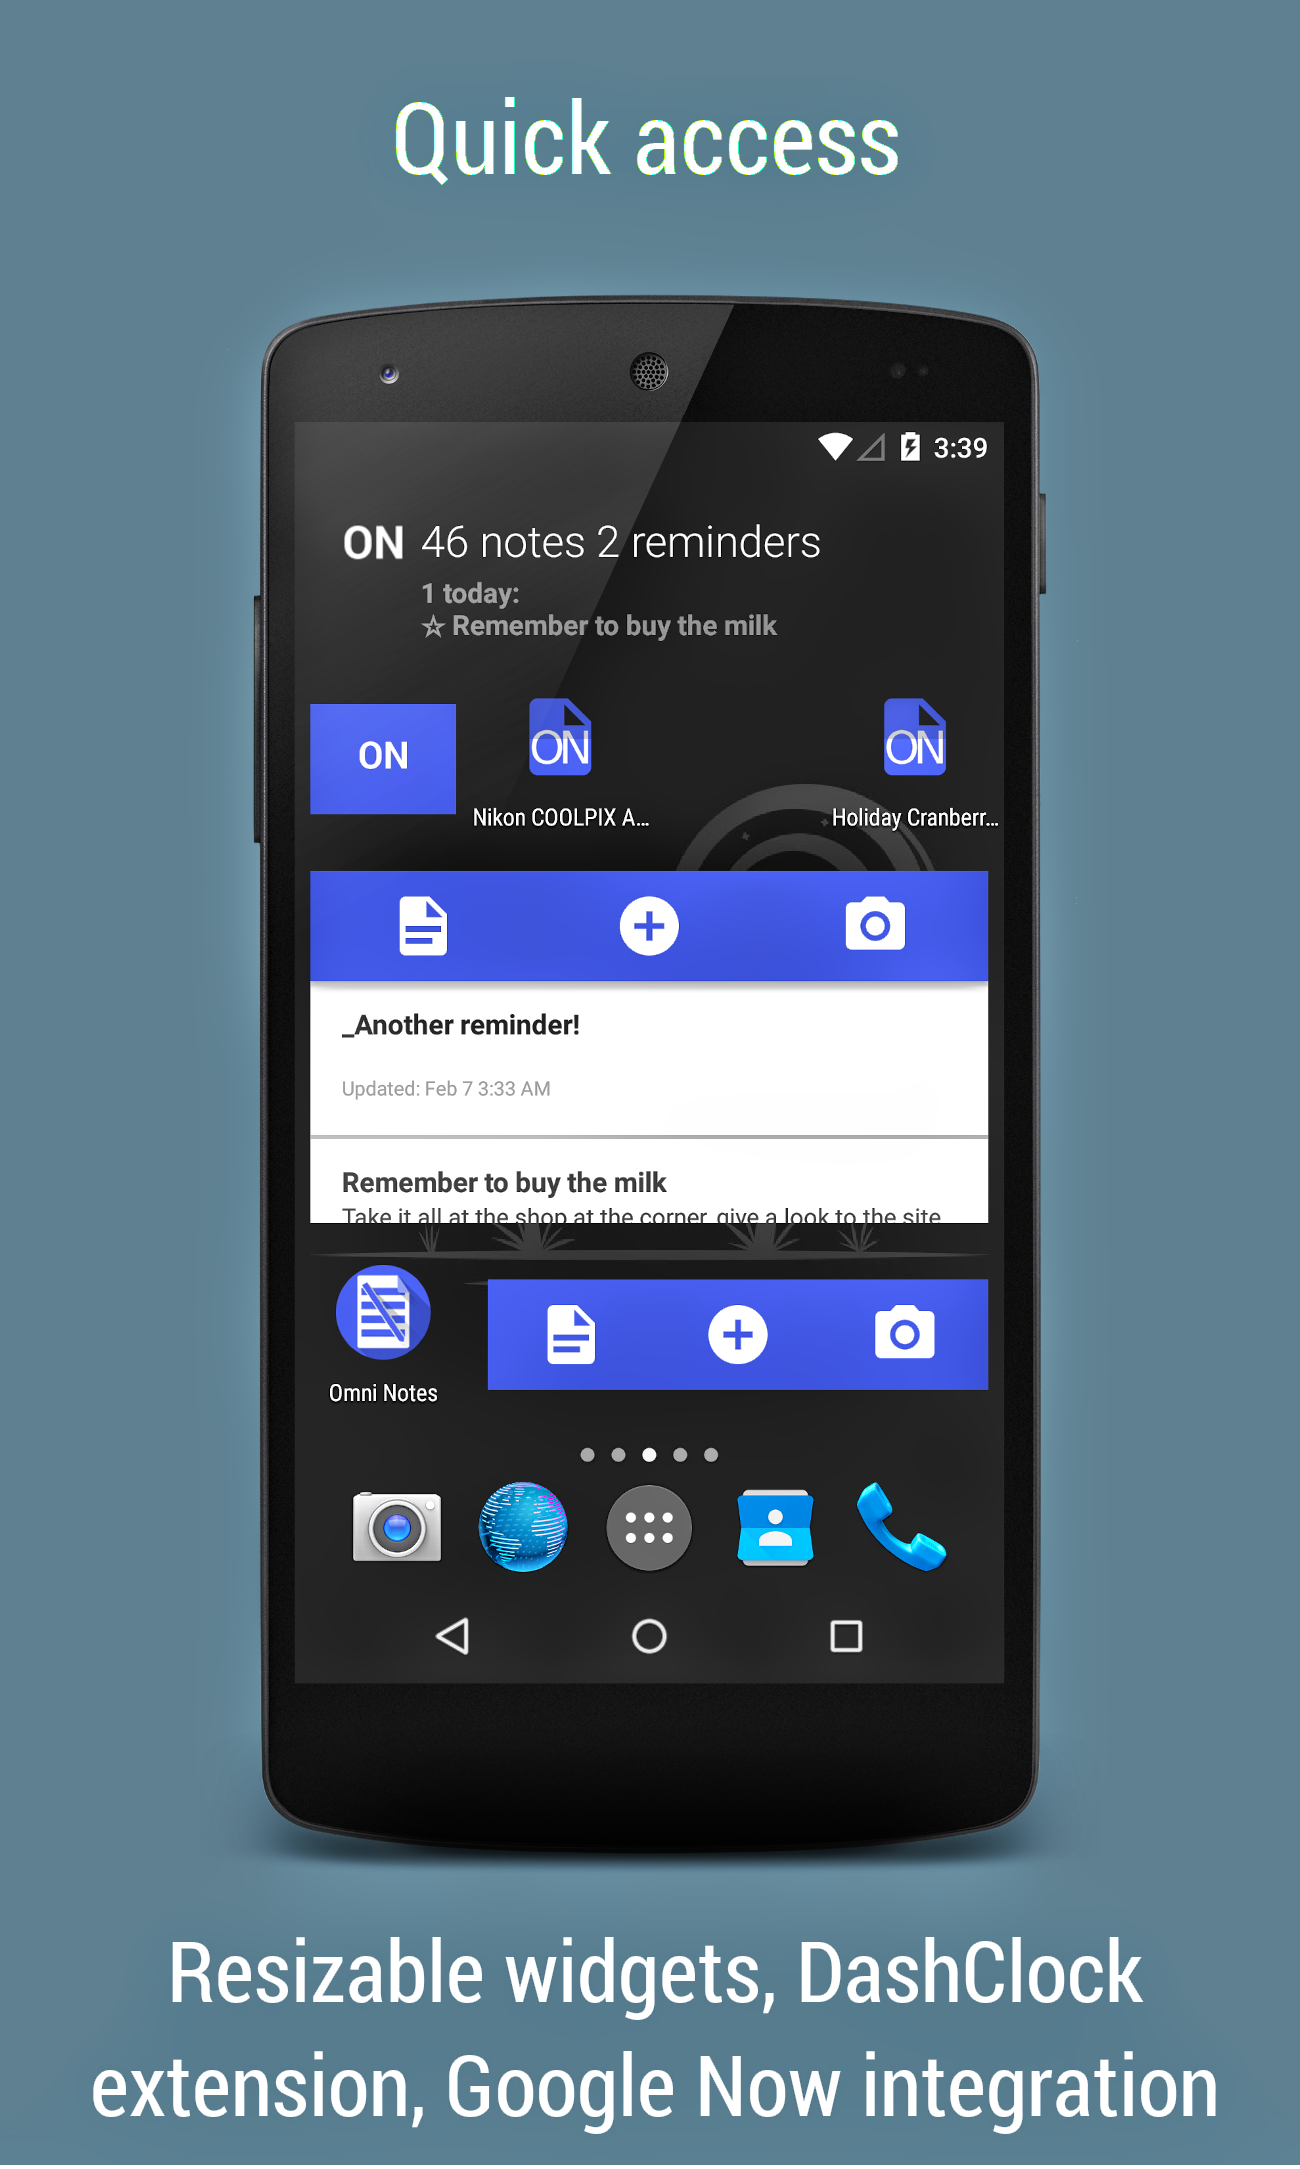 Quick access
3:39
ON 46 notes 2 reminders
1 today:
☆ Remember to buy the milk
ON
ON
ON
Nikon COOLPIX A...
Holiday Cranberr...
_Another reminder!
Updated: Feb 7 3:33 AM
Remember to buy the milk
Take it all at the shop at the corner, give a look to the site
Omni Notes
Resizable widgets, DashClock
extension, Google Now integration